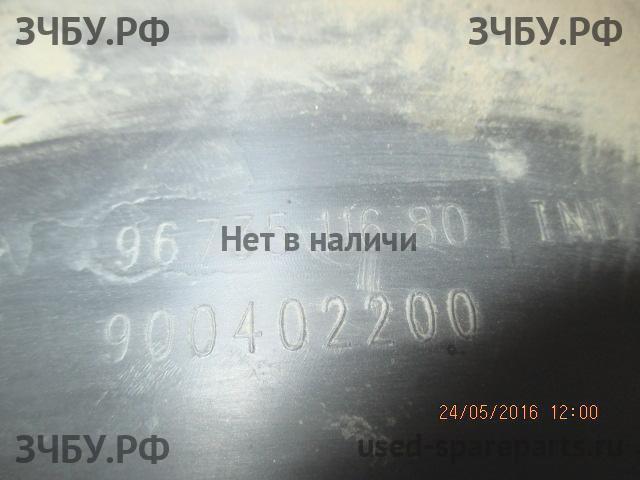 ЗЧБУ.РФ ЗЧБУ.РФ
96 735 116 80 IND
Нет в наличи
900402200
24/05/2016 12:00
ЗЧБУ.РФ used-spareparts.ru